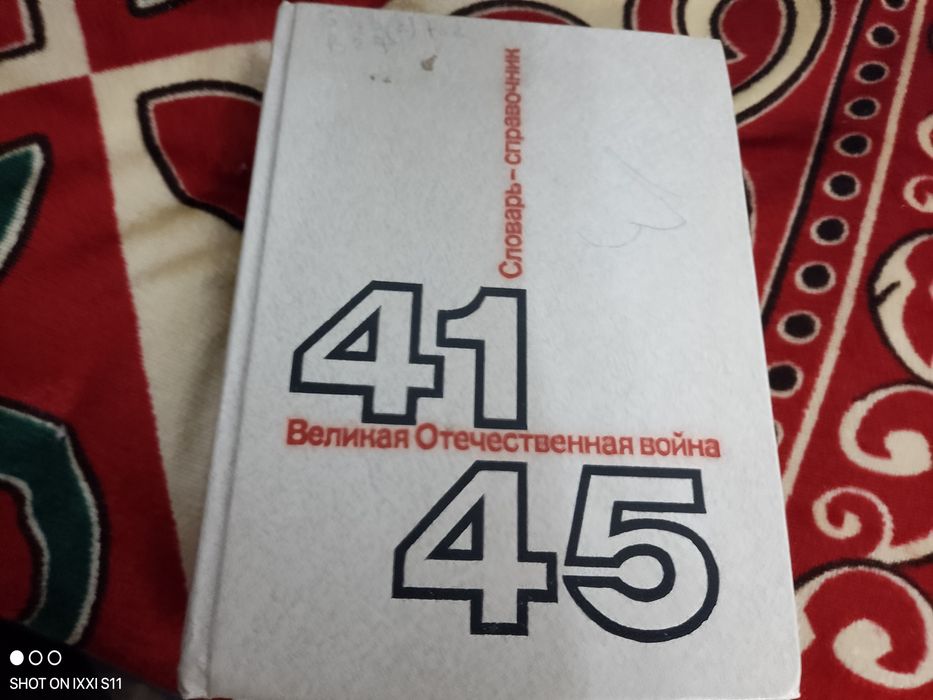 Словарь-справочник
41
Великая Отечественная война
45
SHOT ON IXXI S11